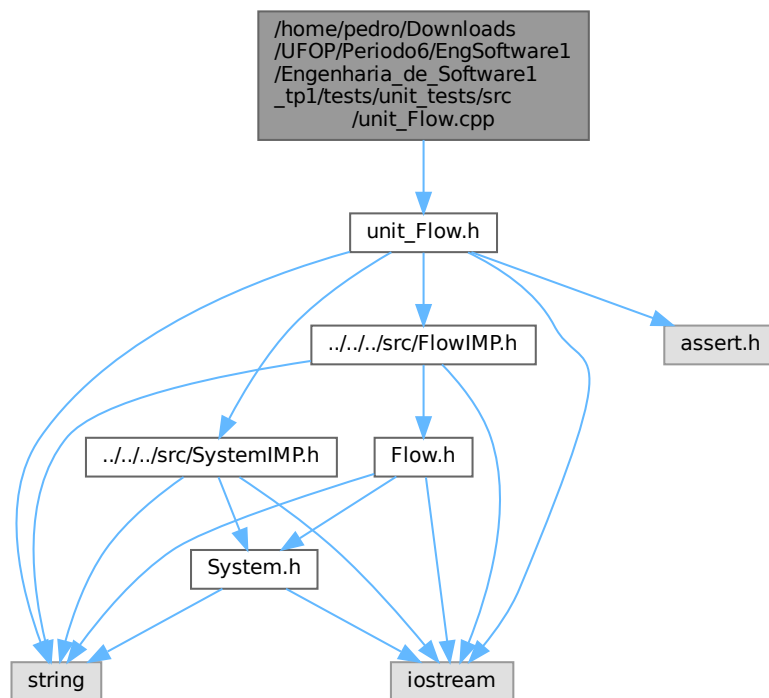 /home/pedro/Downloads
/UFOP/Periodo6/EngSoftware1
/Engenharia_de_Software1
_tp1/tests/unit_tests/src
/unit_Flow.cpp
unit_Flow.h
../../../src/FlowIMP.h
assert.h
../../../src/SystemIMP.h
Flow.h
System.h
string
iostream